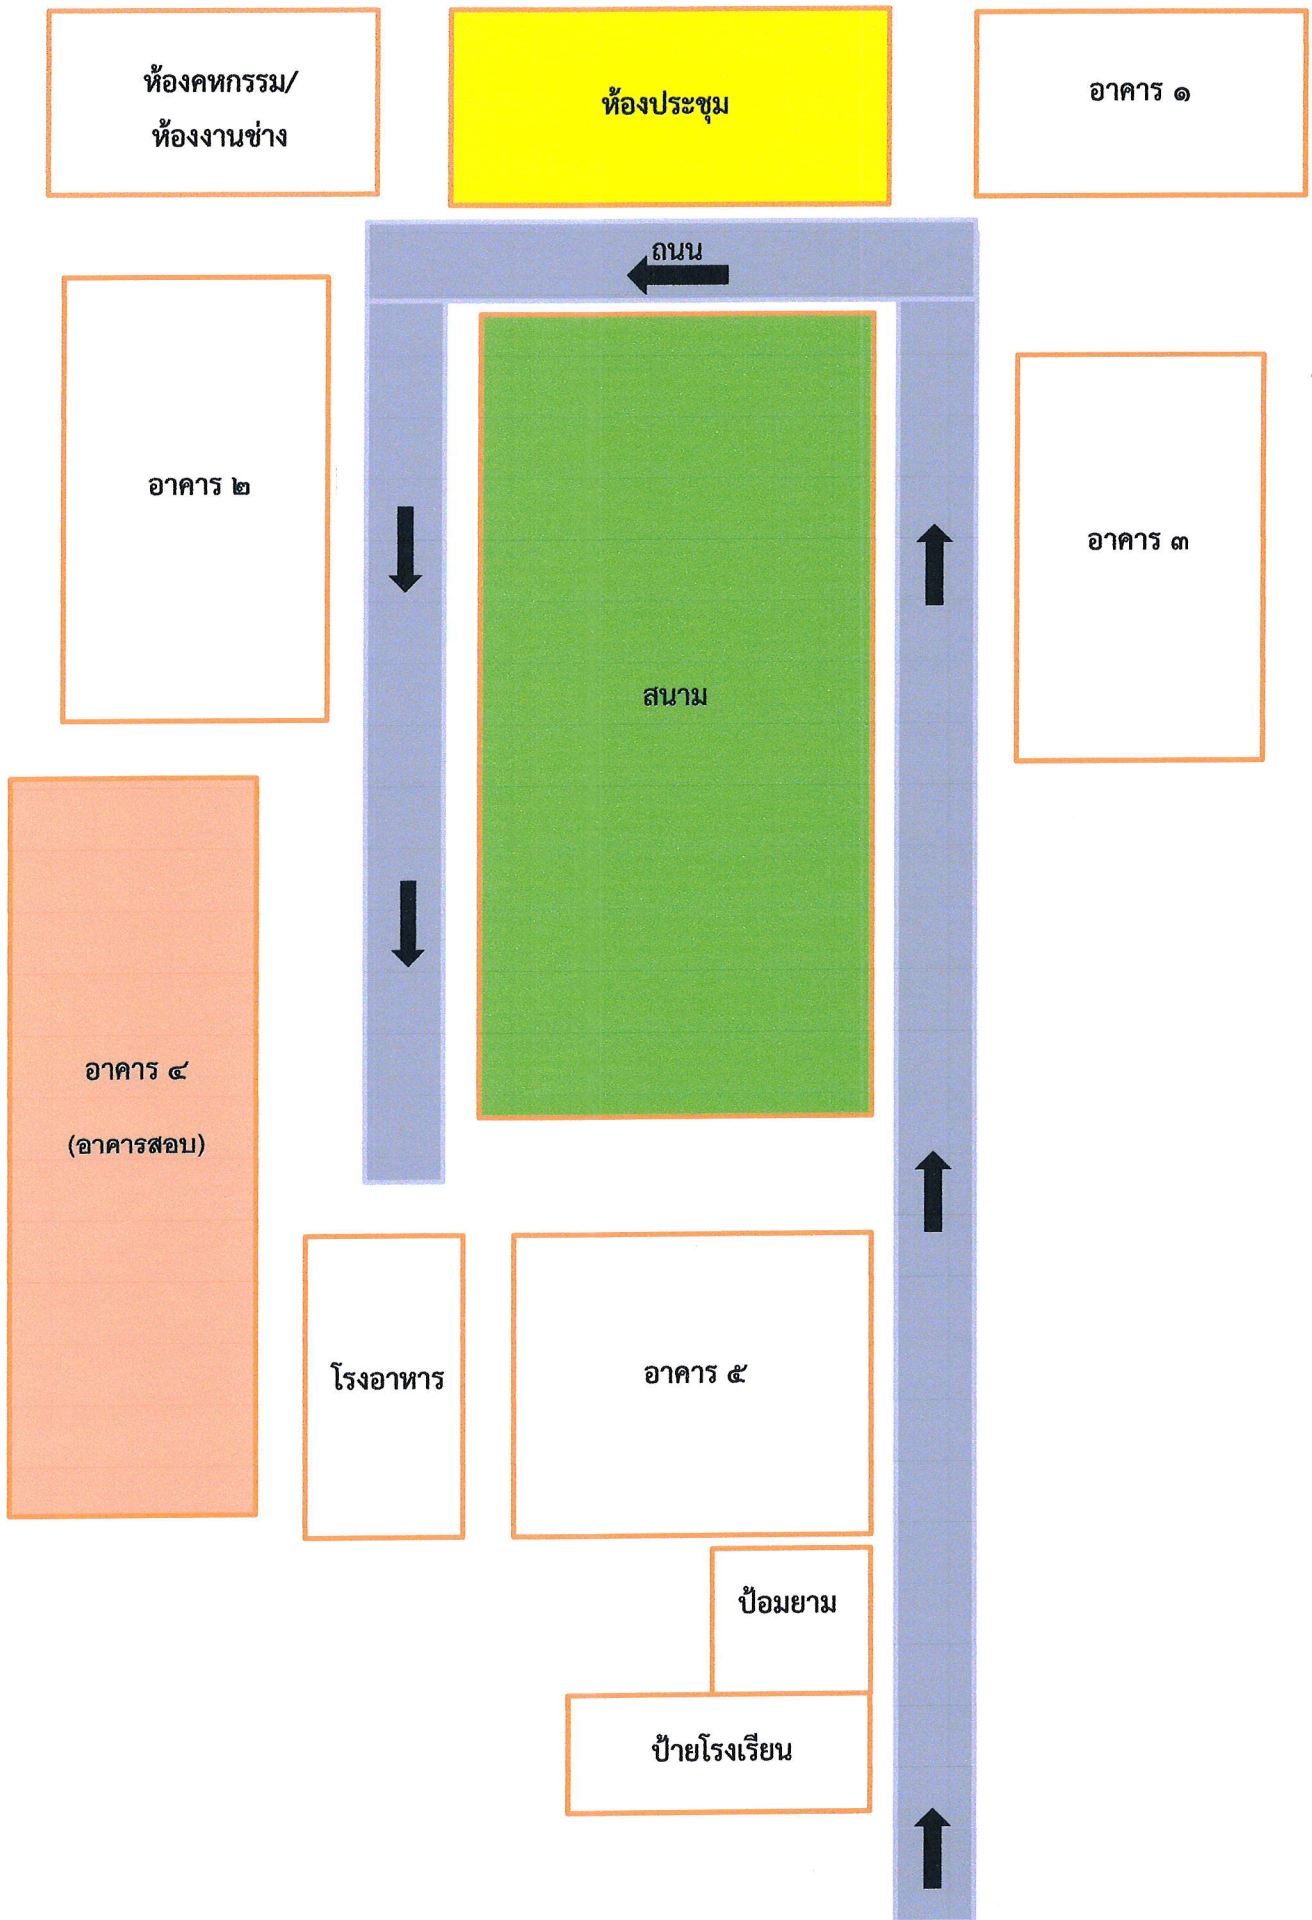 ห้องคหกรรม/
ห้องงานช่าง
ห้องประชุม
อาคาร ๑
ถนน
อาคาร ๒
อาคาร ๓
สนาม
อาคาร ๔
(อาคารสอบ)
โรงอาหาร
อาคาร ๕
ป้อมยาม
ป้ายโรงเรียน